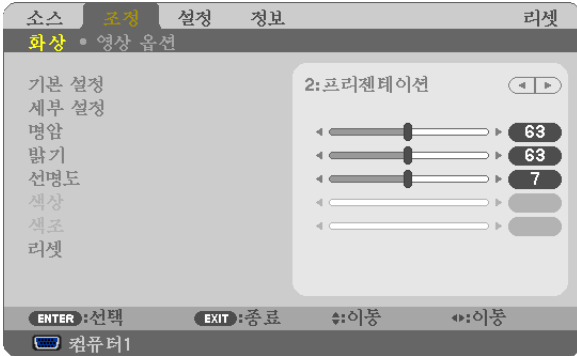 소스 조정 설정 정보 리셋
화상 • 영상 옵션
기본 설정 2:프리젠테이션
세부 설정
명암 63
밝기 63
선명도 7
색상
색조
리셋
ENTER :선택 EXIT :종료 :이동 :이동
컴퓨터1